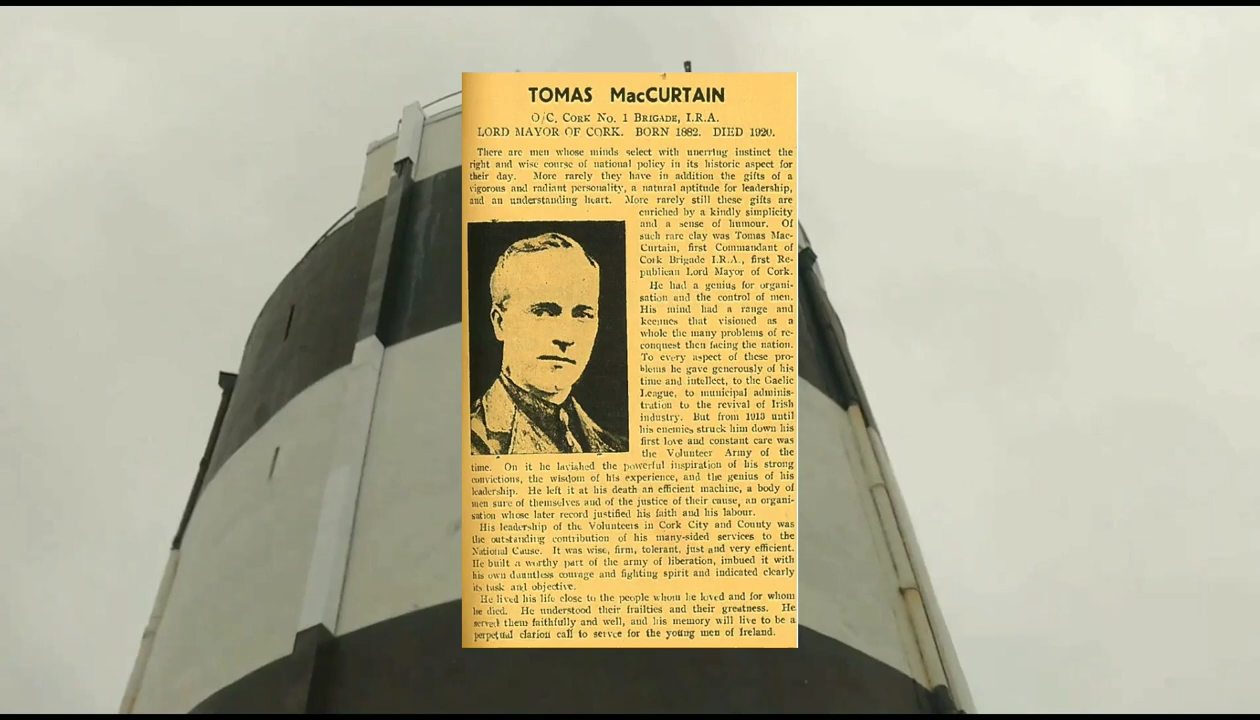 TOMAS MacCURTAIN
O/C, CORK NO. 1 BRIGADE, I.R.A.
LORD MAYOR OF CORK. BORN 1882. DIED 1920.
There are men whose minds select with unerring instinct the
right and wise course of national policy in its historic aspect for
their day. More rarely they have in addition the gifts of a
vigorous and radiant personality, a natural aptitude for leadership,
and an understanding heart. More rarely still these gifts are
enriched by a kindly simplicity
and a sense of humour. Of
such rare clay was Tomas Mac-
Curtain, first Commandant of
Cork Brigade I.R.A., first Re-
publican Lord Mayor of Cork.
He had a genius for organi-
sation and the control of men.
His mind had a range and
keennes that visioned as a
whole the many problems of re-
conquest then facing the nation.
To every aspect of these pro-
blems he gave generously of his
time and intellect, to the Gaelic
League, to municipal adminis-
tration to the revival of Irish
industry. But from 1913 until
his enemies struck him down his
first love and constant care was
the Volunteer Army of the
time. On it he lavished the powerful inspiration of his strong
convictions, the wisdom of his experience, and the genius of his
leadership. He left it at his death an efficient machine, a body of
men sure of themselves and of the justice of their cause, an organi-
sation whose later record justified his faith and his labour.
His leadership of the Volunteers in Cork City and County was
the outstanding contribution of his many-sided services to the
National Cause. It was wise, firm, tolerant, just and very efficient.
He built a worthy part of the army of liberation, imbued it with
his own dauntless courage and fighting spirit and indicated clearly
its task and objective.
He lived his life close to the people whom he loved and for whom
he died. He understood their frailties and their greatness. He
served them faithfully and well, and his memory will live to be a
perpetual clarion call to service for the young men of Ireland.